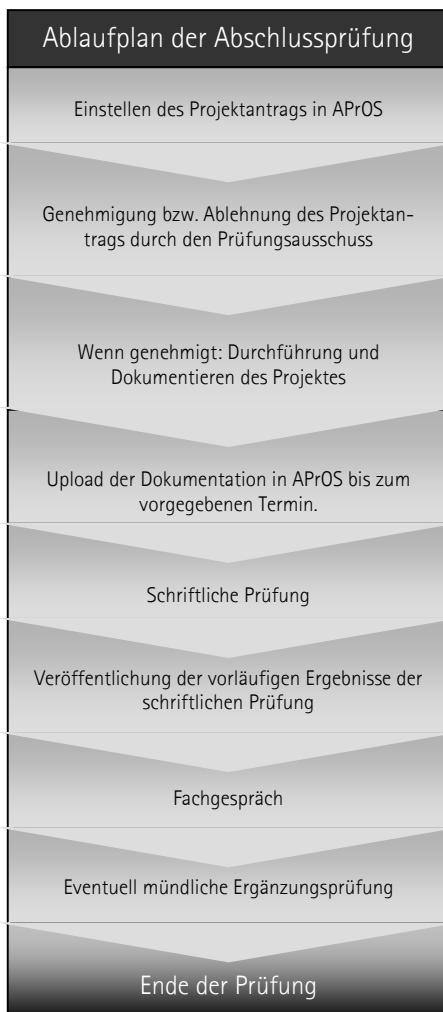 Ablaufplan der Abschlussprüfung
Einstellen des Projektantrags in APrOS
Genehmigung bzw. Ablehnung des Projektan-
trags durch den Prüfungsausschuss
Wenn genehmigt: Durchführung und
Dokumentieren des Projektes
Upload der Dokumentation in APrOS bis zum
vorgegebenen Termin.
Schriftliche Prüfung
Veröffentlichung der vorläufigen Ergebnisse der
schriftlichen Prüfung
Fachgespräch
Eventuell mündliche Ergänzungsprüfung
Ende der Prüfung